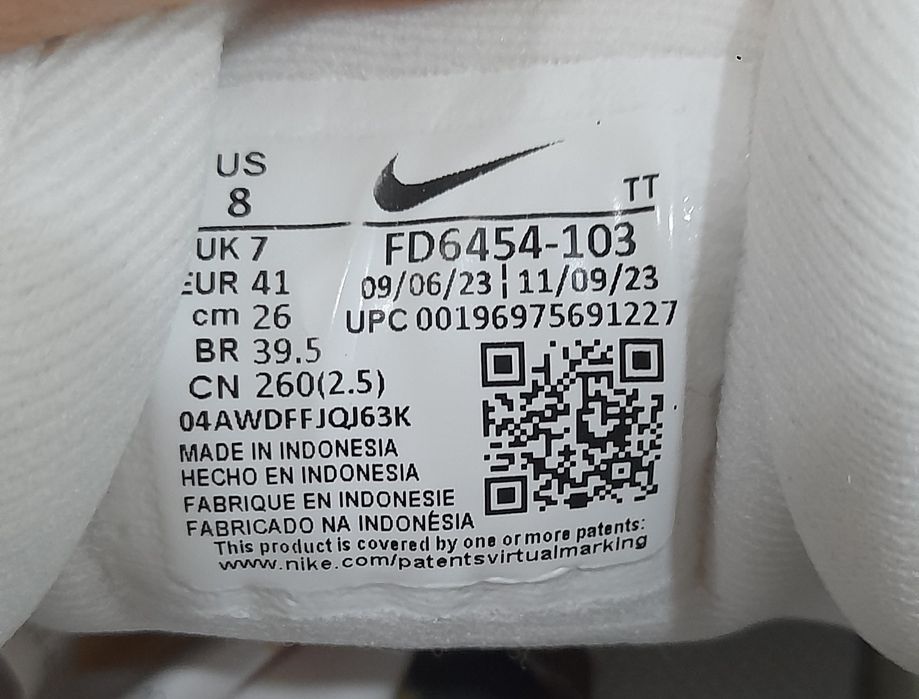 US
8
TT
UK 7
FD6454-103
EUR 41
09/06/23 | 11/09/23
cm 26
UPC 00196975691227
BR 39.5
CN 260(2.5)
04AWDFFJQJ63K
MADE IN INDONESIA
HECHO EN INDONESIA
FABRIQUE EN INDONESIE
FABRICADO NA INDONÉSIA
This product is covered by one or more patents:
www.nike.com/patentsvirtualmarking